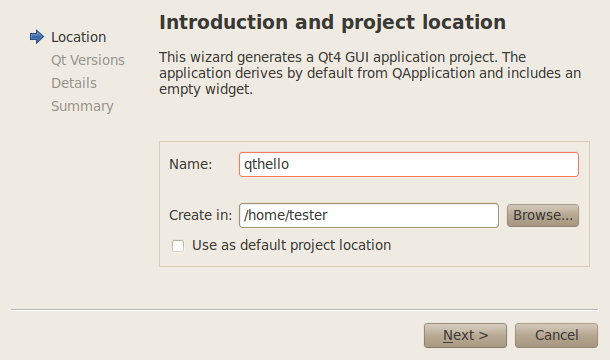 Location
Qt Versions
Details
Summary
Introduction and project location
This wizard generates a Qt4 GUI application project. The
application derives by default from QApplication and includes an
empty widget.
Name: qthello
Create in: /home/tester Browse...
Use as default project location
Next > Cancel